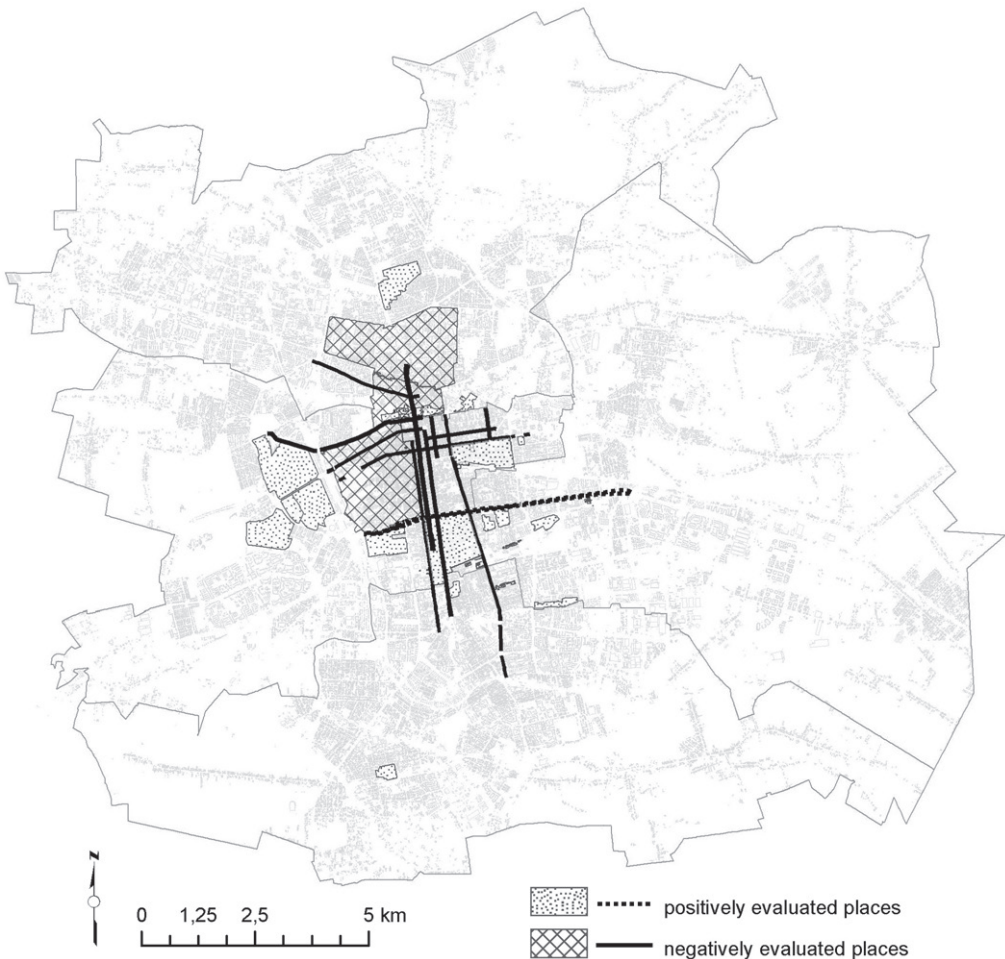 N
0 1,25 2,5 5 km
positively evaluated places
negatively evaluated places